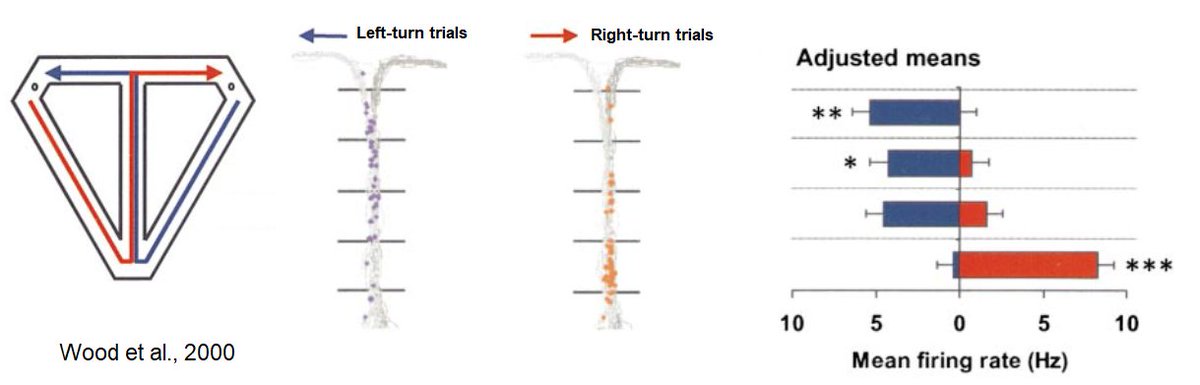 Left-turn trials
Right-turn trials
Adjusted means
**
*
***
10 5 0 5 10
Mean firing rate (Hz)
Wood et al., 2000